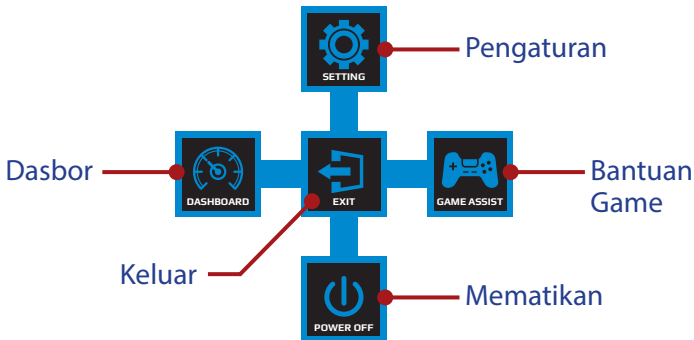 SETTING
Pengaturan
Dasbor
DASHBOARD
EXIT
GAME ASSIST
Bantuan
Game
Keluar
POWER OFF
Mematikan